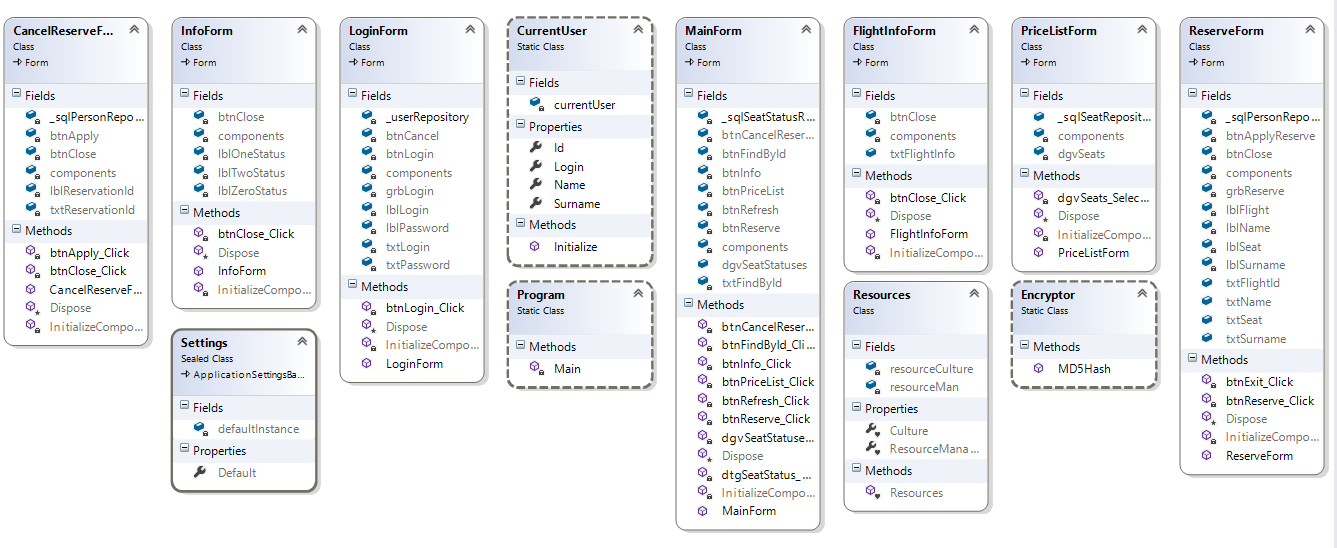 CancelReserveF...
Class
Form
Fields
_sqlPersonRepo...
btnApply
btnClose
components
lblReservationId
txtReservationId
Methods
btnApply_Click
btnClose_Click
CancelReserveF...
Dispose
InitializeCompo...
InfoForm
Class
Form
Fields
btnClose
components
lblOneStatus
lblTwoStatus
lblZeroStatus
Methods
btnClose_Click
Dispose
InfoForm
InitializeCompo...
Settings
Sealed Class
ApplicationSettingsBa...
Fields
defaultInstance
Properties
Default
LoginForm
Class
Form
Fields
_userRepository
btnCancel
btnLogin
components
grbLogin
lblLogin
lblPassword
txtLogin
txtPassword
Methods
btnLogin_Click
Dispose
InitializeCompo...
LoginForm
CurrentUser
Static Class
Fields
currentUser
Properties
Id
Login
Name
Surname
Methods
Initialize
Program
Static Class
Methods
Main
MainForm
Class
Form
Fields
_sqlSeatStatusR...
btnCancelReser...
btnFindById
btnInfo
btnPriceList
btnRefresh
btnReserve
components
dgvSeatStatuses
txtFindById
Methods
btnCancelReser...
btnFindById_Cli...
btnInfo_Click
btnPriceList_Click
btnRefresh_Click
btnReserve_Click
dgvSeatStatuse...
Dispose
dtgSeatStatus_...
InitializeCompo...
MainForm
FlightInfoForm
Class
Form
Fields
btnClose
components
txtFlightInfo
Methods
btnClose_Click
Dispose
FlightInfoForm
InitializeCompo...
Resources
Class
Fields
resourceCulture
resourceMan
Properties
Culture
ResourceMana...
Methods
Resources
PriceListForm
Class
Form
Fields
_sqlSeatReposit...
components
dgvSeats
Methods
dgvSeats_Selec...
Dispose
InitializeCompo...
PriceListForm
Encryptor
Static Class
Methods
MD5Hash
ReserveForm
Class
Form
Fields
_sqlPersonRepo...
btnApplyReserve
btnClose
components
grbReserve
lblFlight
lblName
lblSeat
lblSurname
txtFlightId
txtName
txtSeat
txtSurname
Methods
btnExit_Click
btnReserve_Click
Dispose
InitializeCompo...
ReserveForm